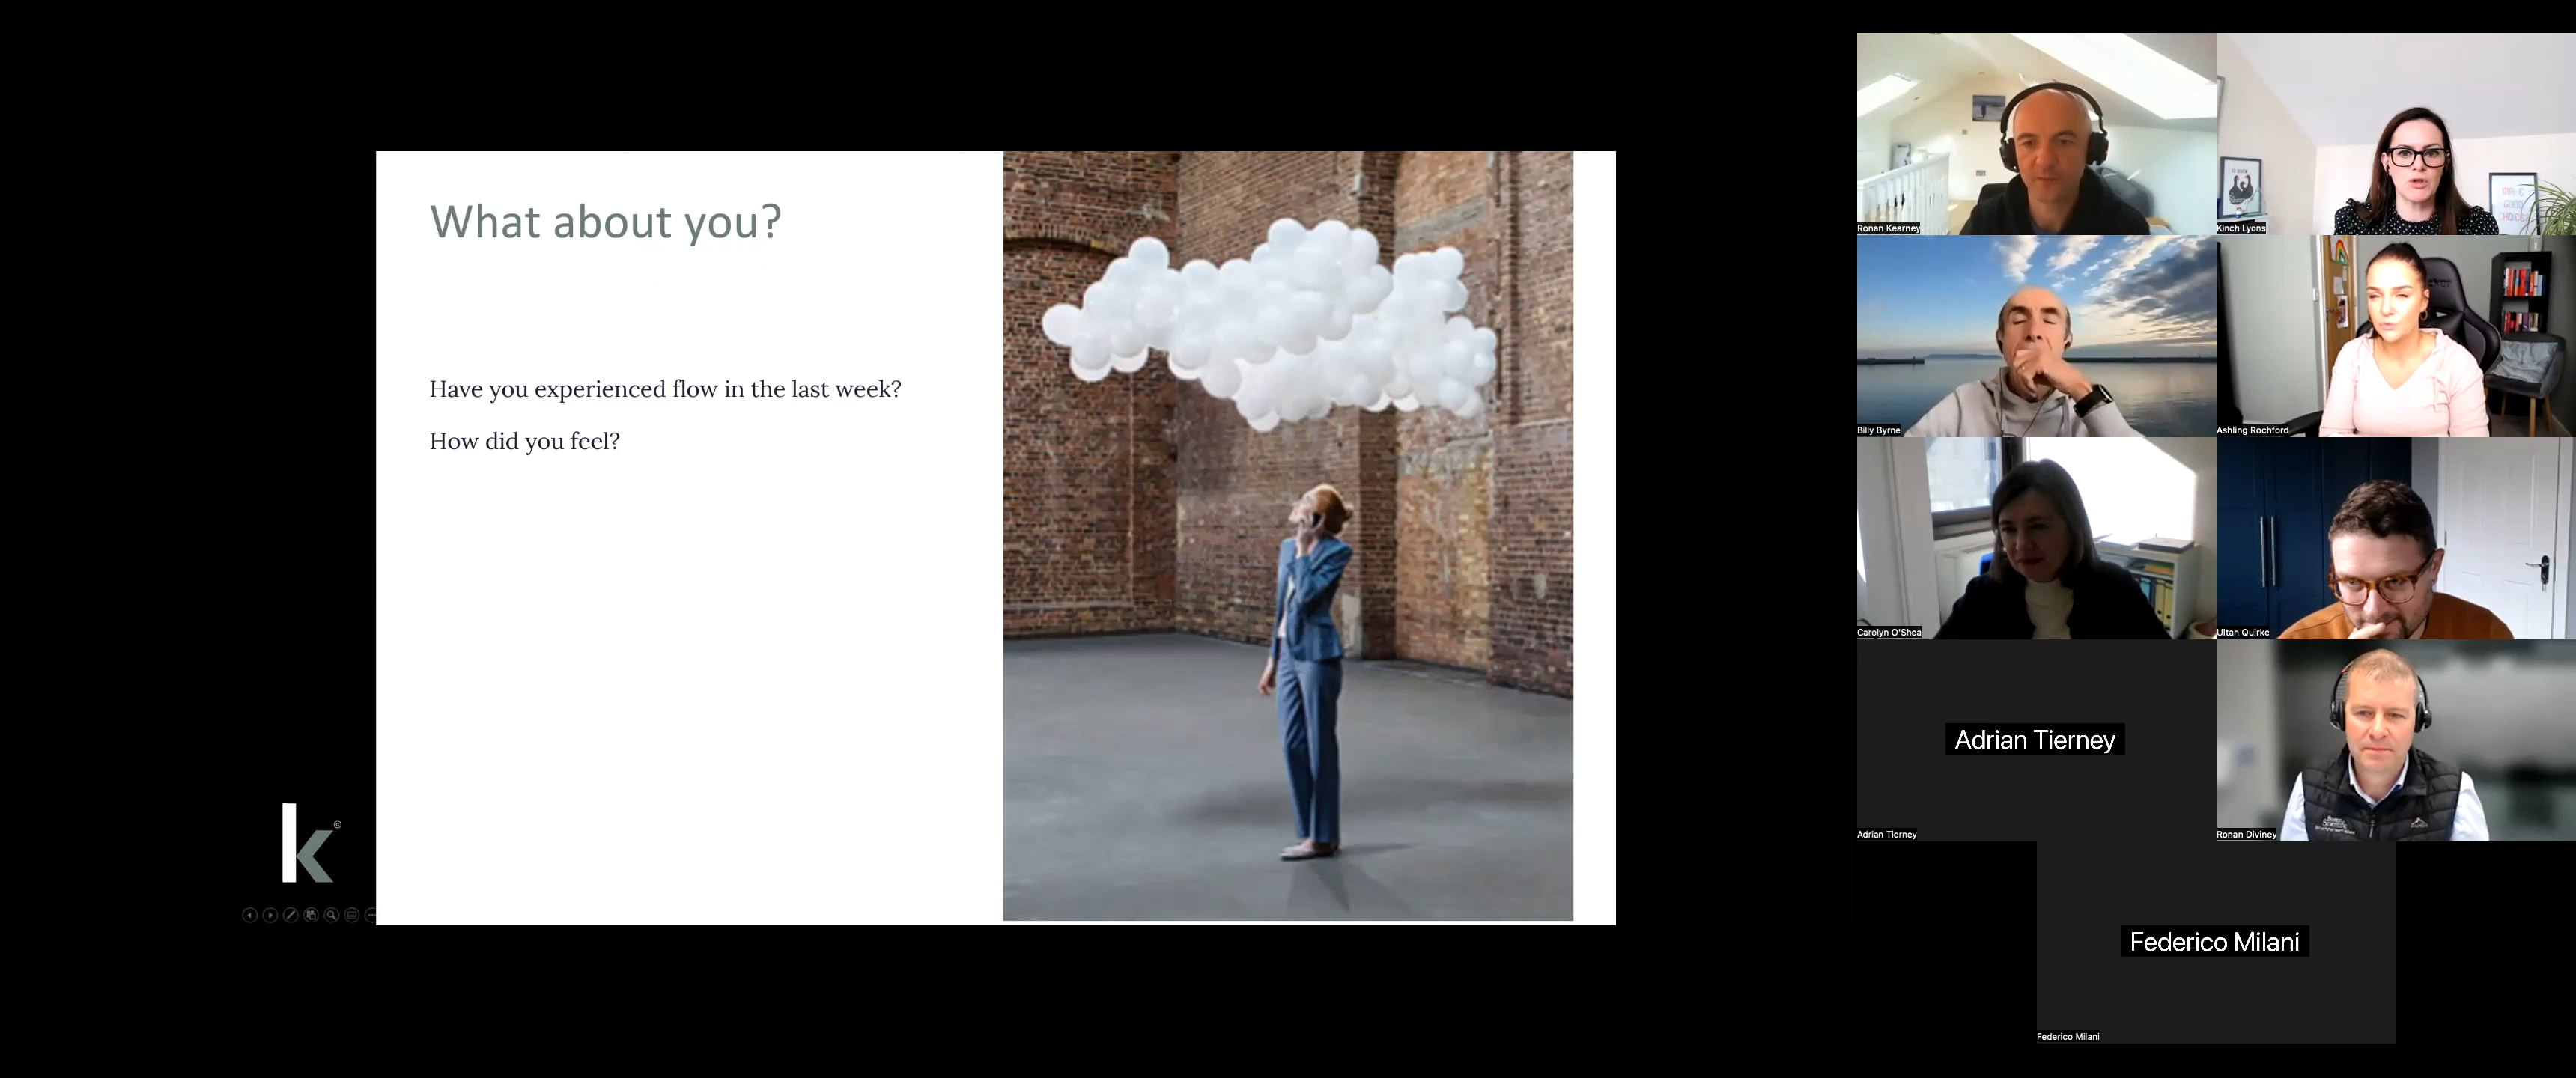 What about you?
Have you experienced flow in the last week?
How did you feel?
k©
Ronan Kearney
Kinch Lyons
Billy Byrne
Ashling Rochford
Carolyn O'Shea
Ultan Quirke
Adrian Tierney
Adrian Tierney
Ronan Diviney
Federico Milani
Federico Milani